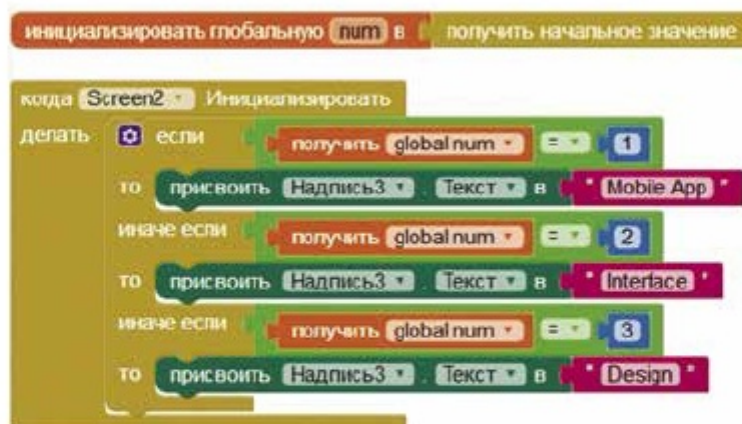 инициализировать глобальную num в получить начальное значение
когда Screen2 . Инициализировать
делать если получить global num = 1
то присвоить Надпись3 . Текст в " Mobile App "
иначе если получить global num = 2
то присвоить Надпись3 . Текст в " Interface "
иначе если получить global num = 3
то присвоить Надпись3 . Текст в " Design "